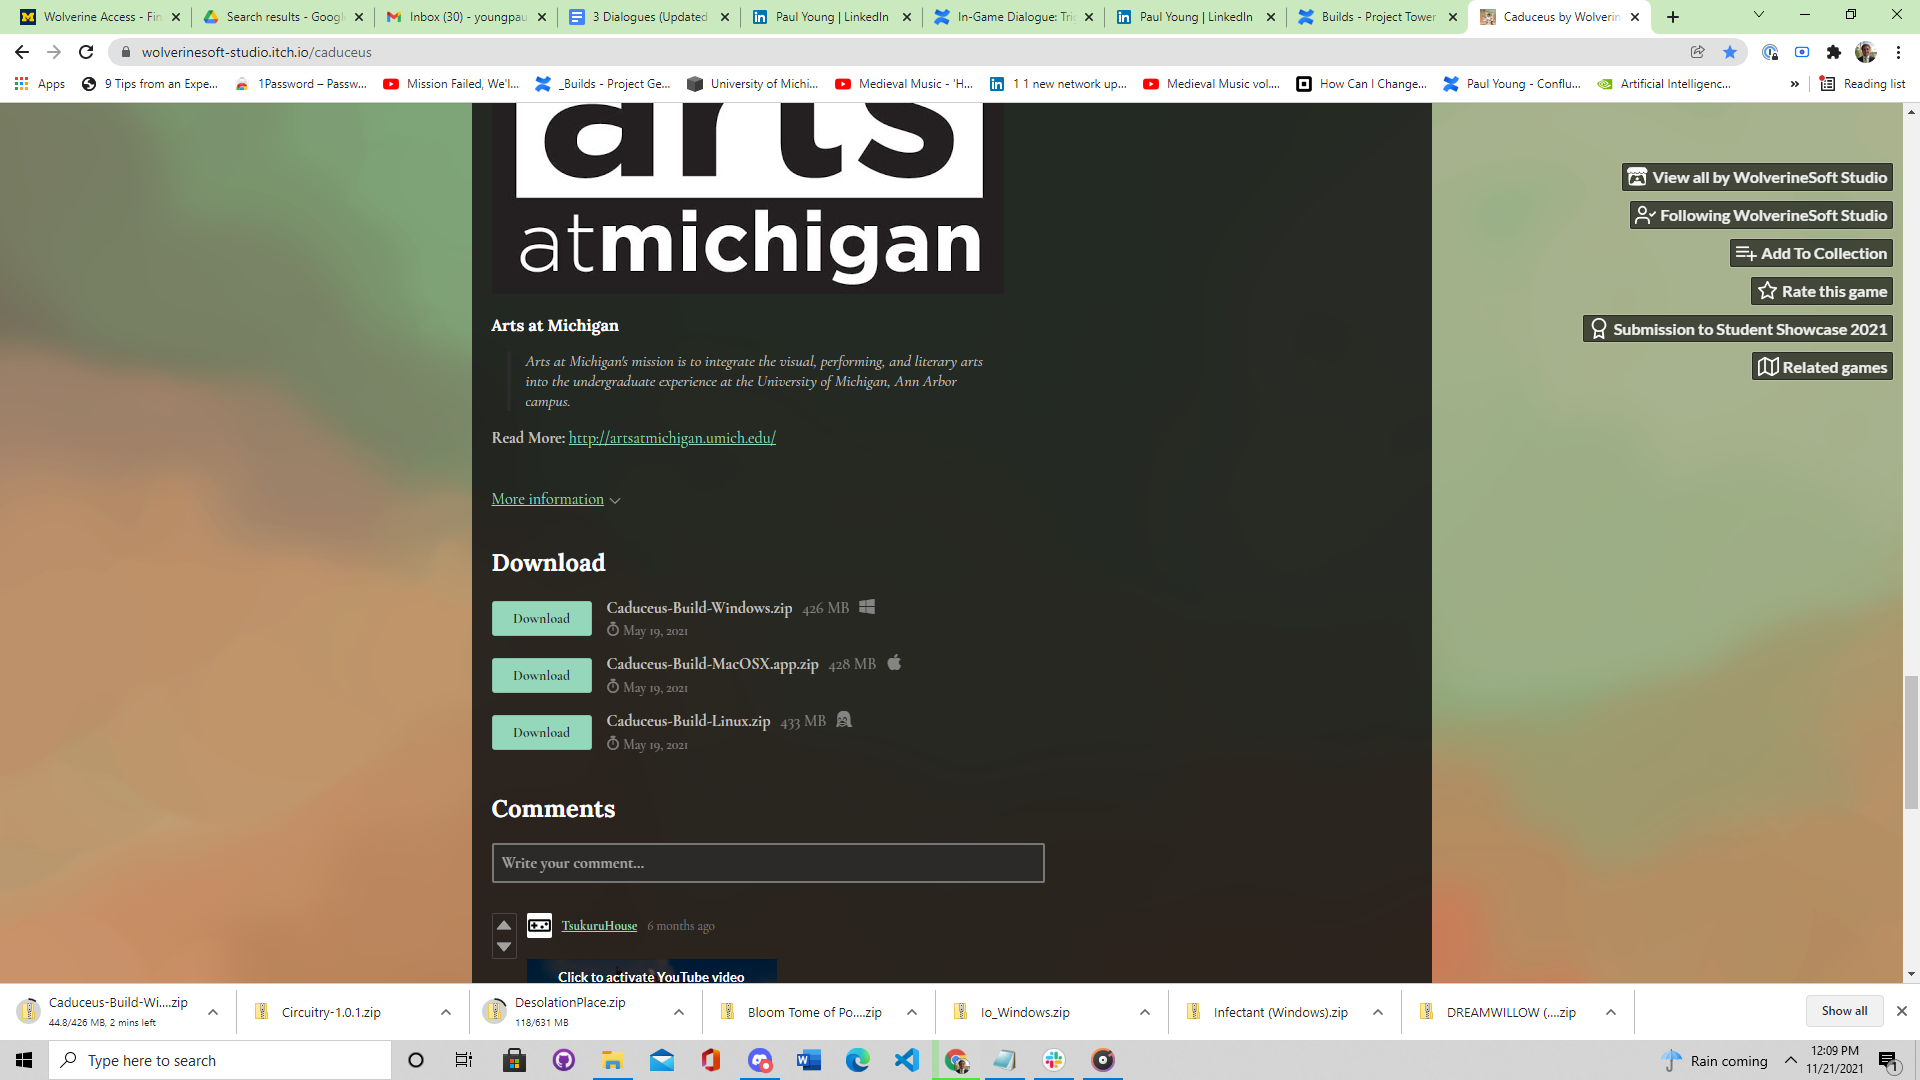 Wolverine Access - Fin
Search results - Googl
Inbox (30) - youngpau
3 Dialogues (Updated
Paul Young | LinkedIn
In-Game Dialogue: Trig
Paul Young | LinkedIn
Builds - Project Tower
Caduceus by Wolverin
wolverinesoft-studio.itch.io/caduceus
Apps
9 Tips from an Expe...
1Password – Passw...
Mission Failed, We'l...
_Builds - Project Ge...
University of Michi...
Medieval Music - 'H...
1 1 new network up...
Medieval Music vol....
How Can I Change...
Paul Young - Conflu...
Artificial Intelligenc...
»
Reading list
arts
atmichigan
View all by WolverineSoft Studio
Following WolverineSoft Studio
Add To Collection
Rate this game
Submission to Student Showcase 2021
Related games
Arts at Michigan
Arts at Michigan's mission is to integrate the visual, performing, and literary arts
into the undergraduate experience at the University of Michigan, Ann Arbor
campus.
Read More: http://artsatmichigan.umich.edu/
More information
Download
Download Caduceus-Build-Windows.zip 426 MB
May 19, 2021
Download Caduceus-Build-MacOSX.app.zip 428 MB
May 19, 2021
Download Caduceus-Build-Linux.zip 433 MB
May 19, 2021
Comments
Write your comment...
TsukuruHouse 6 months ago
Click to activate YouTube video
Caduceus-Build-Wi....zip
44.8/426 MB, 2 mins left
Circuitry-1.0.1.zip
DesolationPlace.zip
118/631 MB
Bloom Tome of Po....zip
Io_Windows.zip
Infectant (Windows).zip
DREAMWILLOW (....zip
Show all
Type here to search
Rain coming
12:09 PM
11/21/2021
1